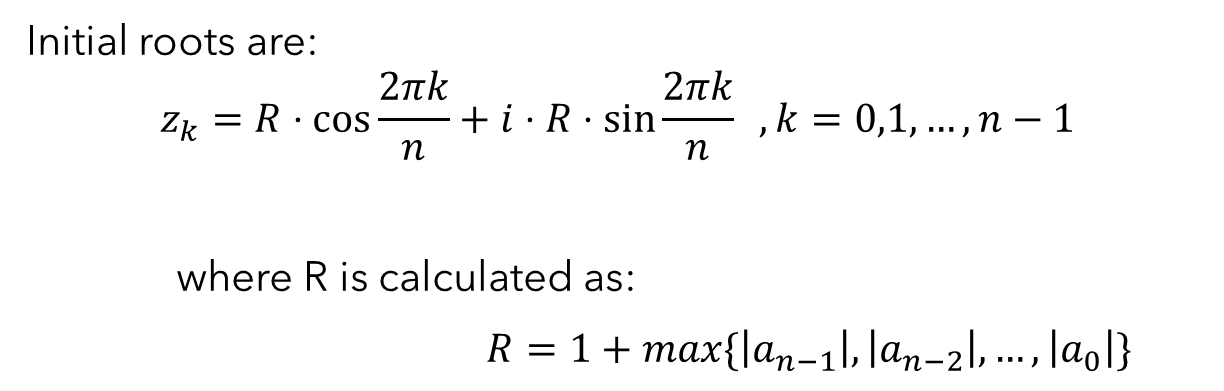 Initial roots are:
z_k = R · cos 2πk/n + i · R · sin 2πk/n , k = 0,1, ..., n − 1
where R is calculated as:
R = 1 + max{|a_{n−1}|, |a_{n−2}|, ..., |a_0|}